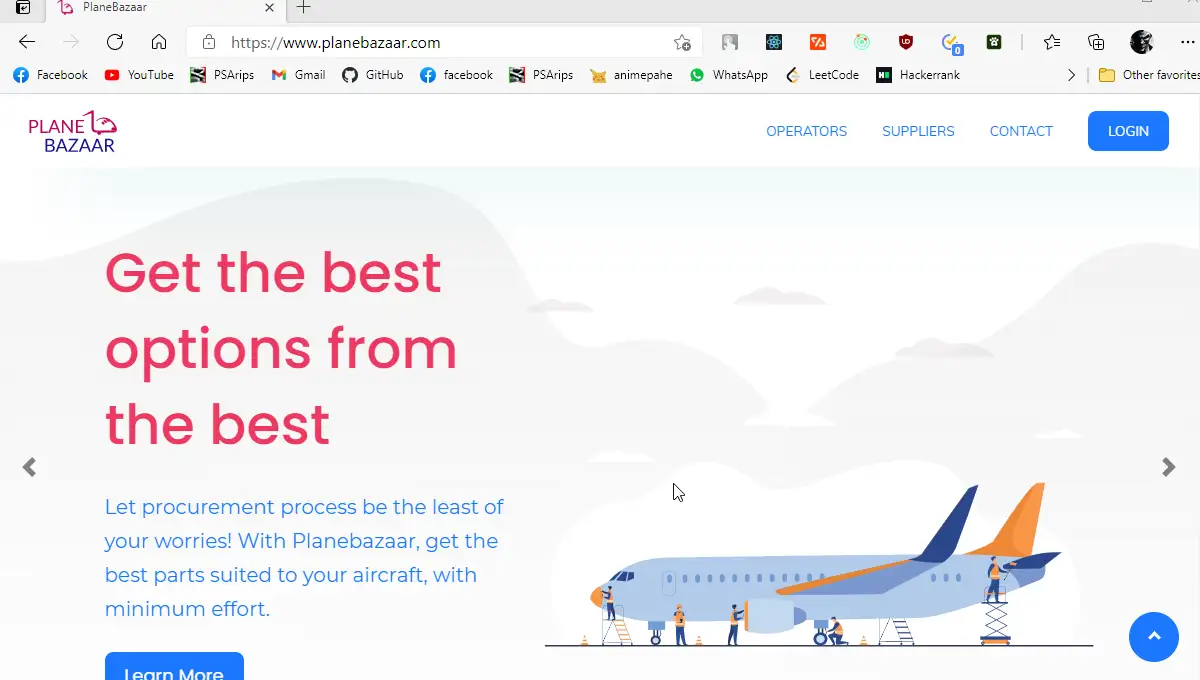 PlaneBazaar
https://www.planebazaar.com
0
Facebook
YouTube
PSArips
Gmail
GitHub
facebook
PSArips
animepahe
WhatsApp
LeetCode
Hackerrank
Other favorites
PLANE
BAZAAR
OPERATORS
SUPPLIERS
CONTACT
LOGIN
Get the best
options from
the best
Let procurement process be the least of
your worries! With Planebazaar, get the
best parts suited to your aircraft, with
minimum effort.
Learn More